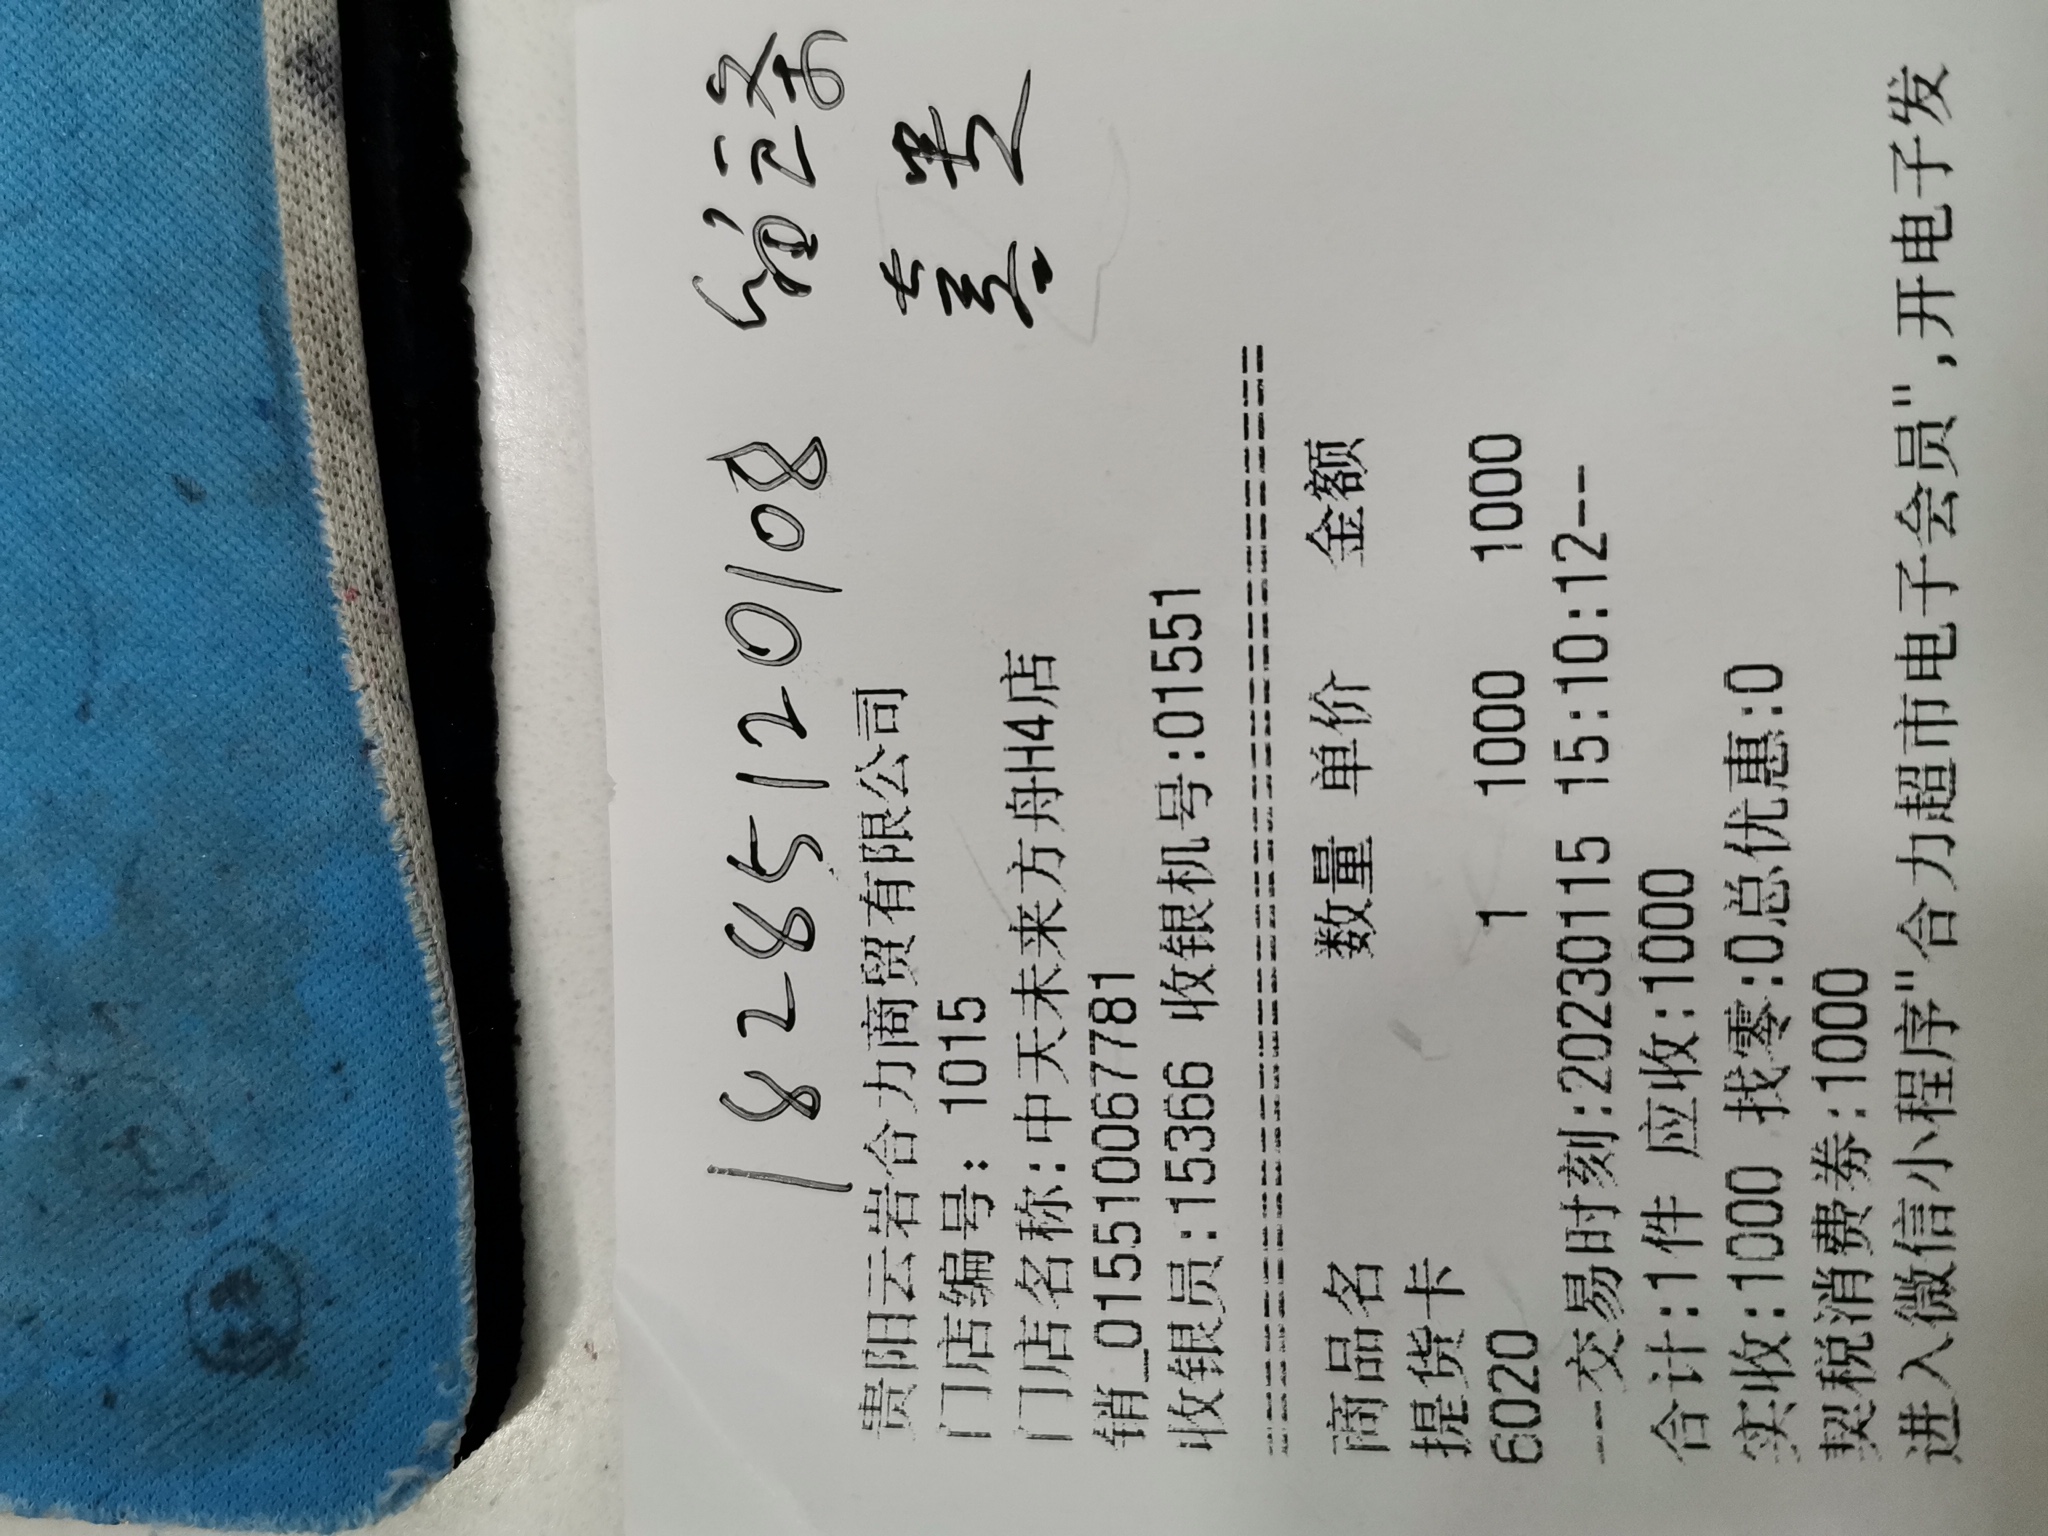 18285120108
贵阳云岩合力商贸有限公司
门店编号: 1015
门店名称:中天未来方舟H4店
销_015510067781
收银员:15366 收银机号:01551
================================
商品名 数量 单价 金额
提货卡
6020 1 1000 1000
--交易时刻:20230115 15:10:12--
合计:1件 应收:1000
实收:1000 找零:0总优惠:0
契税消费券:1000
进入微信小程序"合力超市电子会员",开电子发